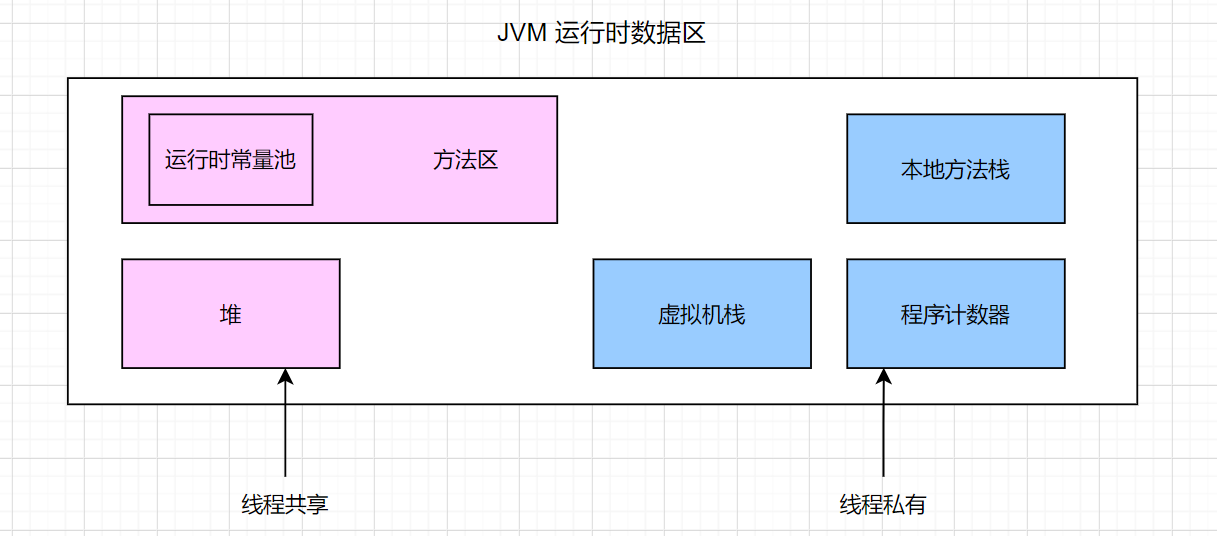 JVM 运行时数据区
运行时常量池
方法区
本地方法栈
堆
虚拟机栈
程序计数器
线程共享
线程私有